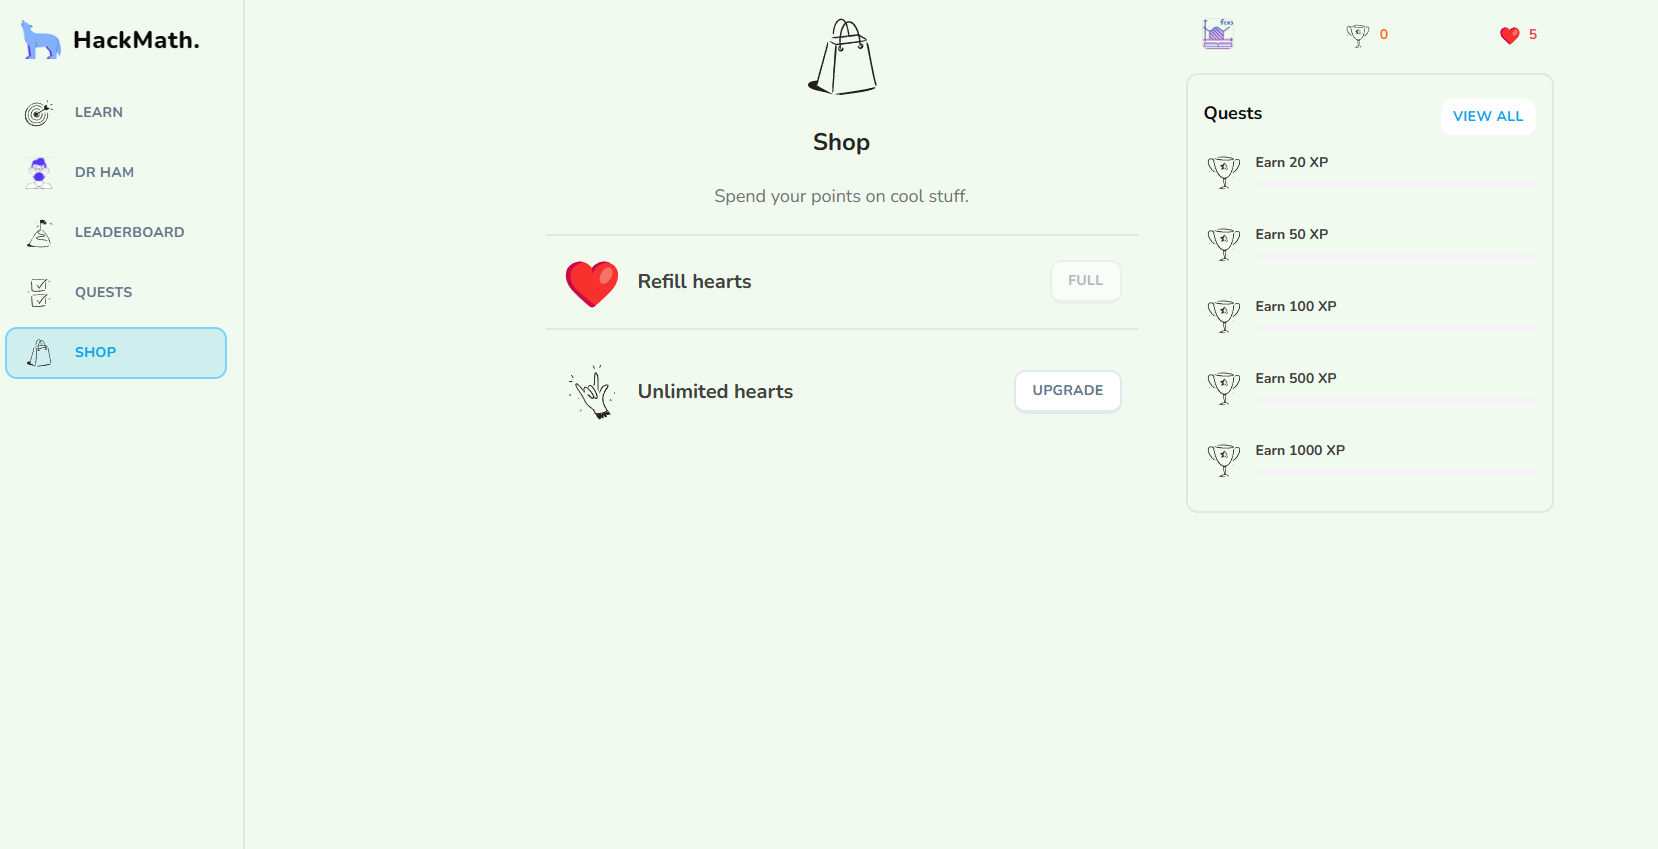 HackMath.
LEARN
DR HAM
LEADERBOARD
QUESTS
SHOP
Shop
Spend your points on cool stuff.
Refill hearts
FULL
Unlimited hearts
UPGRADE
0
5
Quests
VIEW ALL
Earn 20 XP
Earn 50 XP
Earn 100 XP
Earn 500 XP
Earn 1000 XP